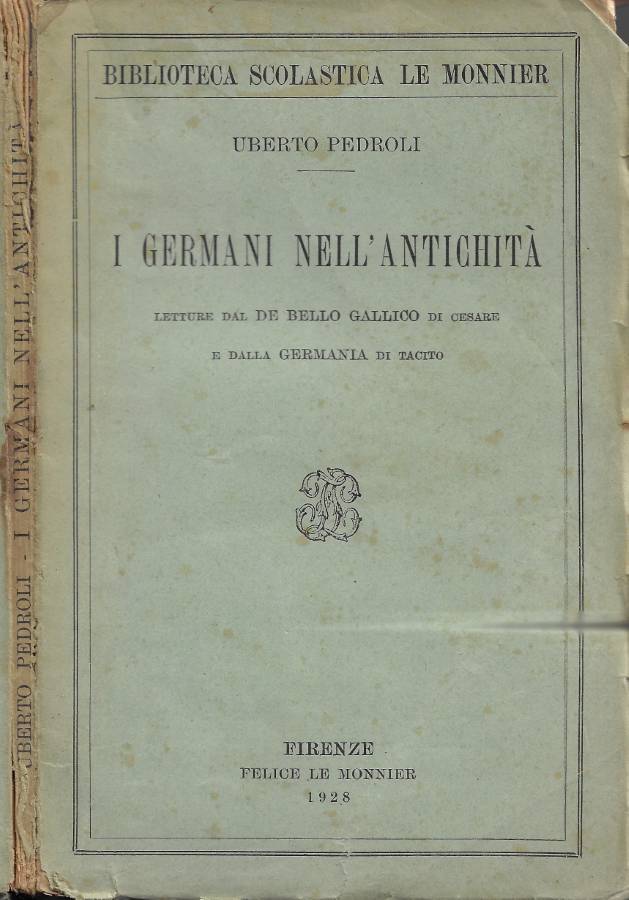 BIBLIOTECA SCOLASTICA LE MONNIER
UBERTO PEDROLI
I GERMANI NELL'ANTICHITÀ
LETTURE DAL DE BELLO GALLICO DI CESARE
E DALLA GERMANIA DI TACITO
FIRENZE
FELICE LE MONNIER
1928
UBERTO PEDROLI - I GERMANI NELL'ANTICHITÀ